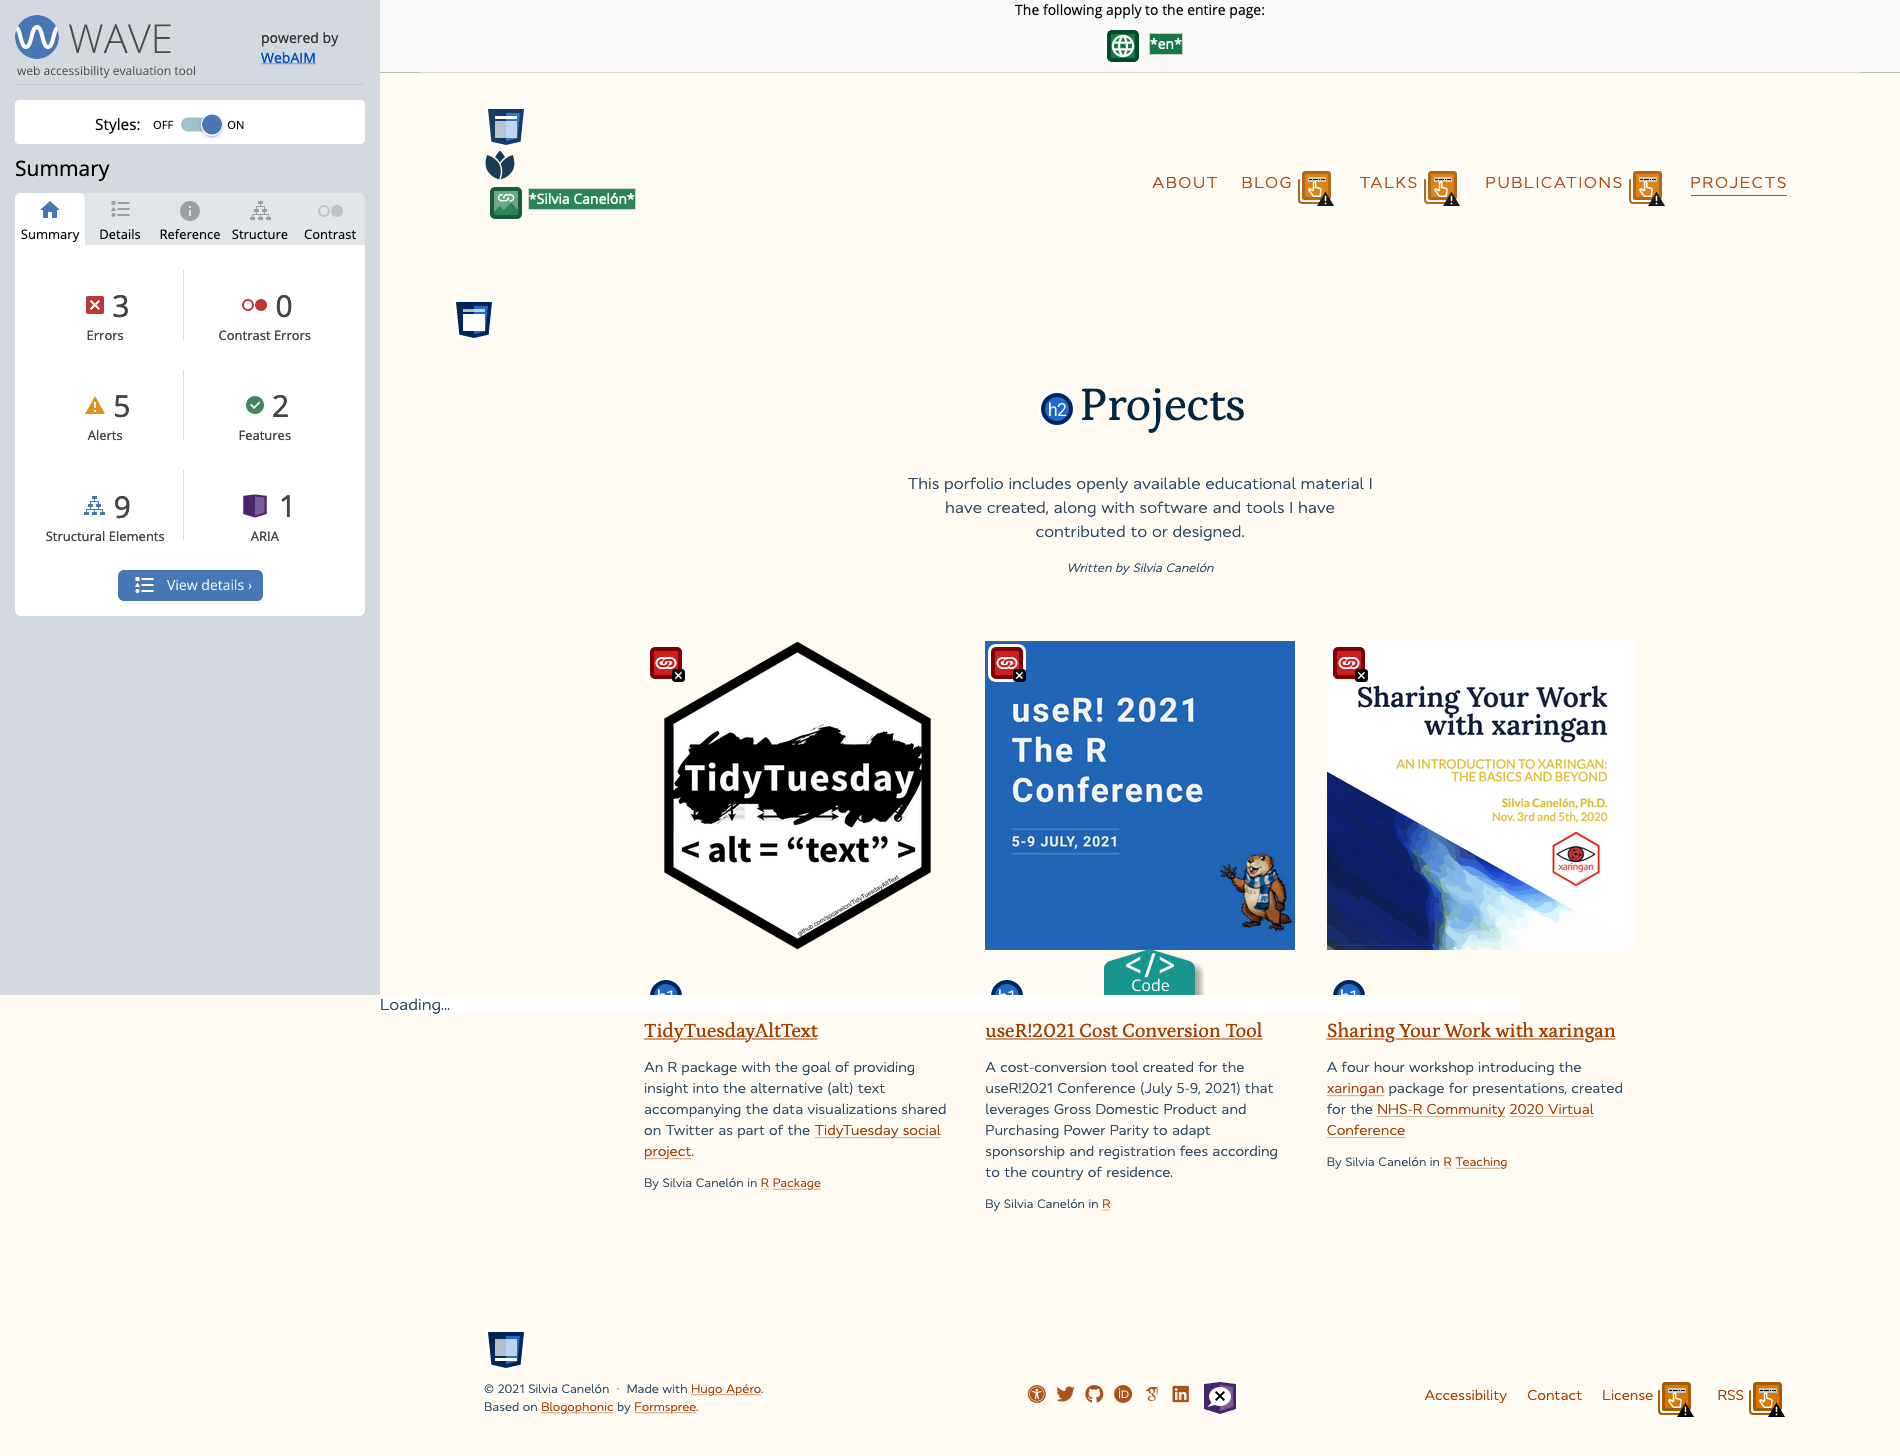 WAVE
web accessibility evaluation tool
powered by
WebAIM
Styles: OFF ON
Summary
Summary Details Reference Structure Contrast
3
Errors
0
Contrast Errors
5
Alerts
2
Features
9
Structural Elements
1
ARIA
View details ›
The following apply to the entire page:
*en*
*Silvia Canelón*
ABOUT BLOG TALKS PUBLICATIONS PROJECTS
h2 Projects
This porfolio includes openly available educational material I
have created, along with software and tools I have
contributed to or designed.
Written by Silvia Canelón
TidyTuesday
< alt = “text” >
github.com/spcanelon/TidyTuesdayAltText
useR! 2021
The R
Conference
5-9 JULY, 2021
Sharing Your Work
with xaringan
AN INTRODUCTION TO XARINGAN:
THE BASICS AND BEYOND
Silvia Canelón, Ph.D.
Nov. 3rd and 5th, 2020
xaringan
</>
Code
h1 h1 h1
Loading...
TidyTuesdayAltText
An R package with the goal of providing
insight into the alternative (alt) text
accompanying the data visualizations shared
on Twitter as part of the TidyTuesday social
project.
By Silvia Canelón in R Package
useR!2021 Cost Conversion Tool
A cost-conversion tool created for the
useR!2021 Conference (July 5-9, 2021) that
leverages Gross Domestic Product and
Purchasing Power Parity to adapt
sponsorship and registration fees according
to the country of residence.
By Silvia Canelón in R
Sharing Your Work with xaringan
A four hour workshop introducing the
xaringan package for presentations, created
for the NHS-R Community 2020 Virtual
Conference
By Silvia Canelón in R Teaching
© 2021 Silvia Canelón · Made with Hugo Apéro.
Based on Blogophonic by Formspree.
iD
in
Accessibility Contact License RSS